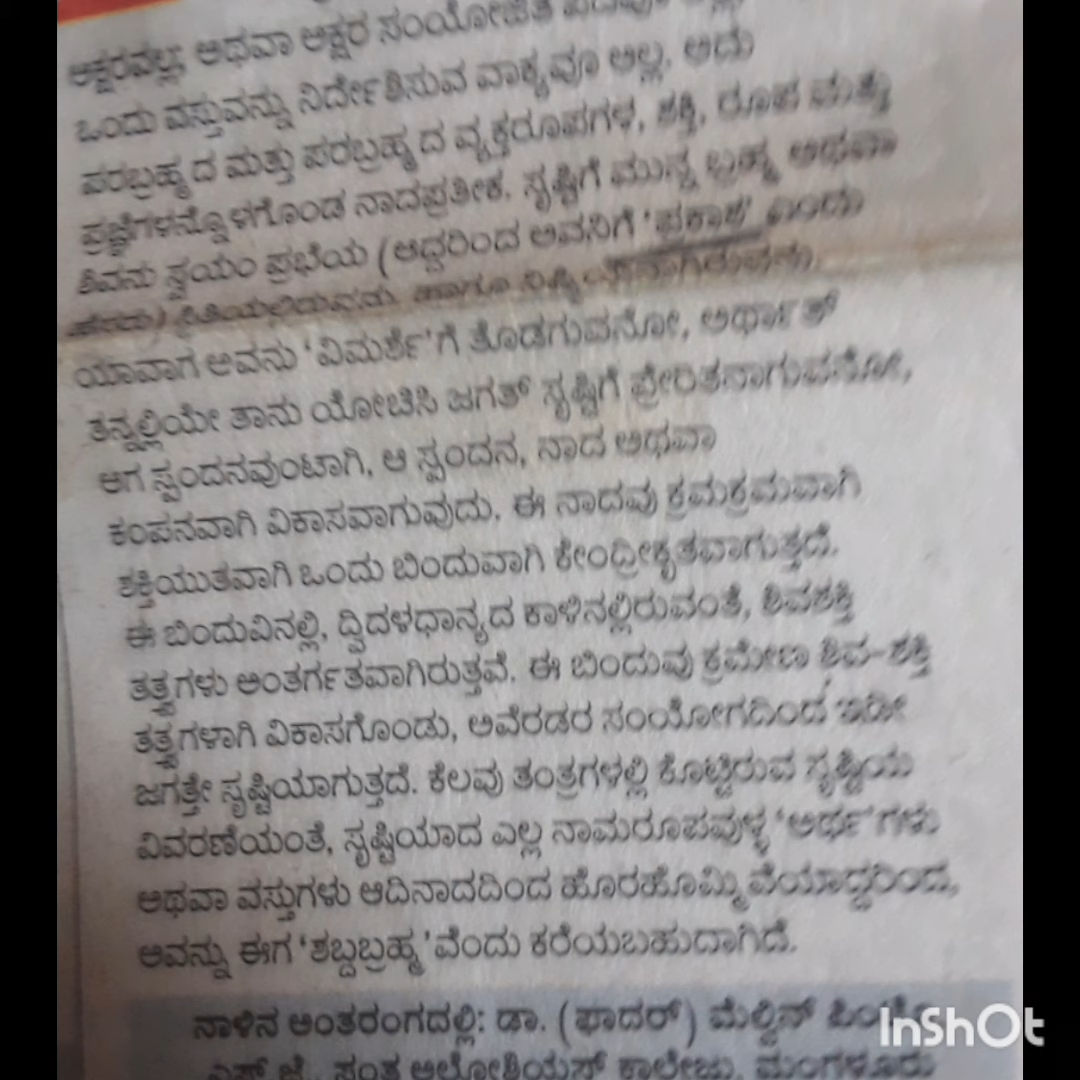 ಅಕ್ಷರವಲ್ಲ; ಅಥವಾ ಅಕ್ಷರ ಸಂಯೋಜಿತ
ಒಂದು ವಸ್ತುವನ್ನು ನಿರ್ದೇಶಿಸುವ ವಾಕ್ಯವೂ ಅಲ್ಲ. ಅದು
ಪರಬ್ರಹ್ಮದ ಮತ್ತು ಪರಬ್ರಹ್ಮದ ವ್ಯಕ್ತರೂಪಗಳ, ಶಕ್ತಿ, ರೂಪ ಮತ್ತು
ಪ್ರಜ್ಞೆಗಳನ್ನೊಳಗೊಂಡ ನಾದಪ್ರತೀಕ. ಸೃಷ್ಟಿಗೆ ಮುನ್ನ ಬ್ರಹ್ಮ ಅಥವಾ
ಶಿವನು ಸ್ವಯಂ ಪ್ರಭೆಯ (ಆದ್ದರಿಂದ ಅವನಿಗೆ 'ಪ್ರಕಾಶ' ಎಂದು
ಹೆಸರು) ಸ್ಥಿತಿಯಲ್ಲಿರುವನು ಹಾಗೂ
ಯಾವಾಗ ಅವನು 'ವಿಮರ್ಶೆ'ಗೆ ತೊಡಗುವನೋ, ಅರ್ಥಾತ್
ತನ್ನಲ್ಲಿಯೇ ತಾನು ಯೋಚಿಸಿ ಜಗತ್ ಸೃಷ್ಟಿಗೆ ಪ್ರೇರಿತನಾಗುವನೋ,
ಆಗ ಸ್ಪಂದನವುಂಟಾಗಿ, ಆ ಸ್ಪಂದನ, ನಾದ ಅಥವಾ
ಕಂಪನವಾಗಿ ವಿಕಾಸವಾಗುವುದು. ಈ ನಾದವು ಕ್ರಮಕ್ರಮವಾಗಿ
ಶಕ್ತಿಯುತವಾಗಿ ಒಂದು ಬಿಂದುವಾಗಿ ಕೇಂದ್ರೀಕೃತವಾಗುತ್ತದೆ.
ಈ ಬಿಂದುವಿನಲ್ಲಿ, ದ್ವಿದಳಧಾನ್ಯದ ಕಾಳಿನಲ್ಲಿರುವಂತೆ, ಶಿವಶಕ್ತಿ
ತತ್ತ್ವಗಳು ಅಂತರ್ಗತವಾಗಿರುತ್ತವೆ. ಈ ಬಿಂದುವು ಕ್ರಮೇಣ ಶಿವ-ಶಕ್ತಿ
ತತ್ತ್ವಗಳಾಗಿ ವಿಕಾಸಗೊಂಡು, ಅವೆರಡರ ಸಂಯೋಗದಿಂದ ಇಡೀ
ಜಗತ್ತೇ ಸೃಷ್ಟಿಯಾಗುತ್ತದೆ. ಕೆಲವು ತಂತ್ರಗಳಲ್ಲಿ ಕೊಟ್ಟಿರುವ ಸೃಷ್ಟಿಯ
ವಿವರಣೆಯಂತೆ, ಸೃಷ್ಟಿಯಾದ ಎಲ್ಲ ನಾಮರೂಪವುಳ್ಳ 'ಅರ್ಥ'ಗಳು
ಅಥವಾ ವಸ್ತುಗಳು ಆದಿನಾದದಿಂದ ಹೊರಹೊಮ್ಮಿವೆಯಾದ್ದರಿಂದ,
ಅವನ್ನು ಈಗ 'ಶಬ್ದಬ್ರಹ್ಮ'ವೆಂದು ಕರೆಯಬಹುದಾಗಿದೆ.
ನಾಳಿನ ಅಂತರಂಗದಲ್ಲಿ: ಡಾ. (ಫಾದರ್) ಮೆಲ್ವಿನ್
ಎಸ್.ಜೆ., ಸಂತ ಅಲೋಶಿಯಸ್ ಕಾಲೇಜು, ಮಂಗಳೂರು
InShOt